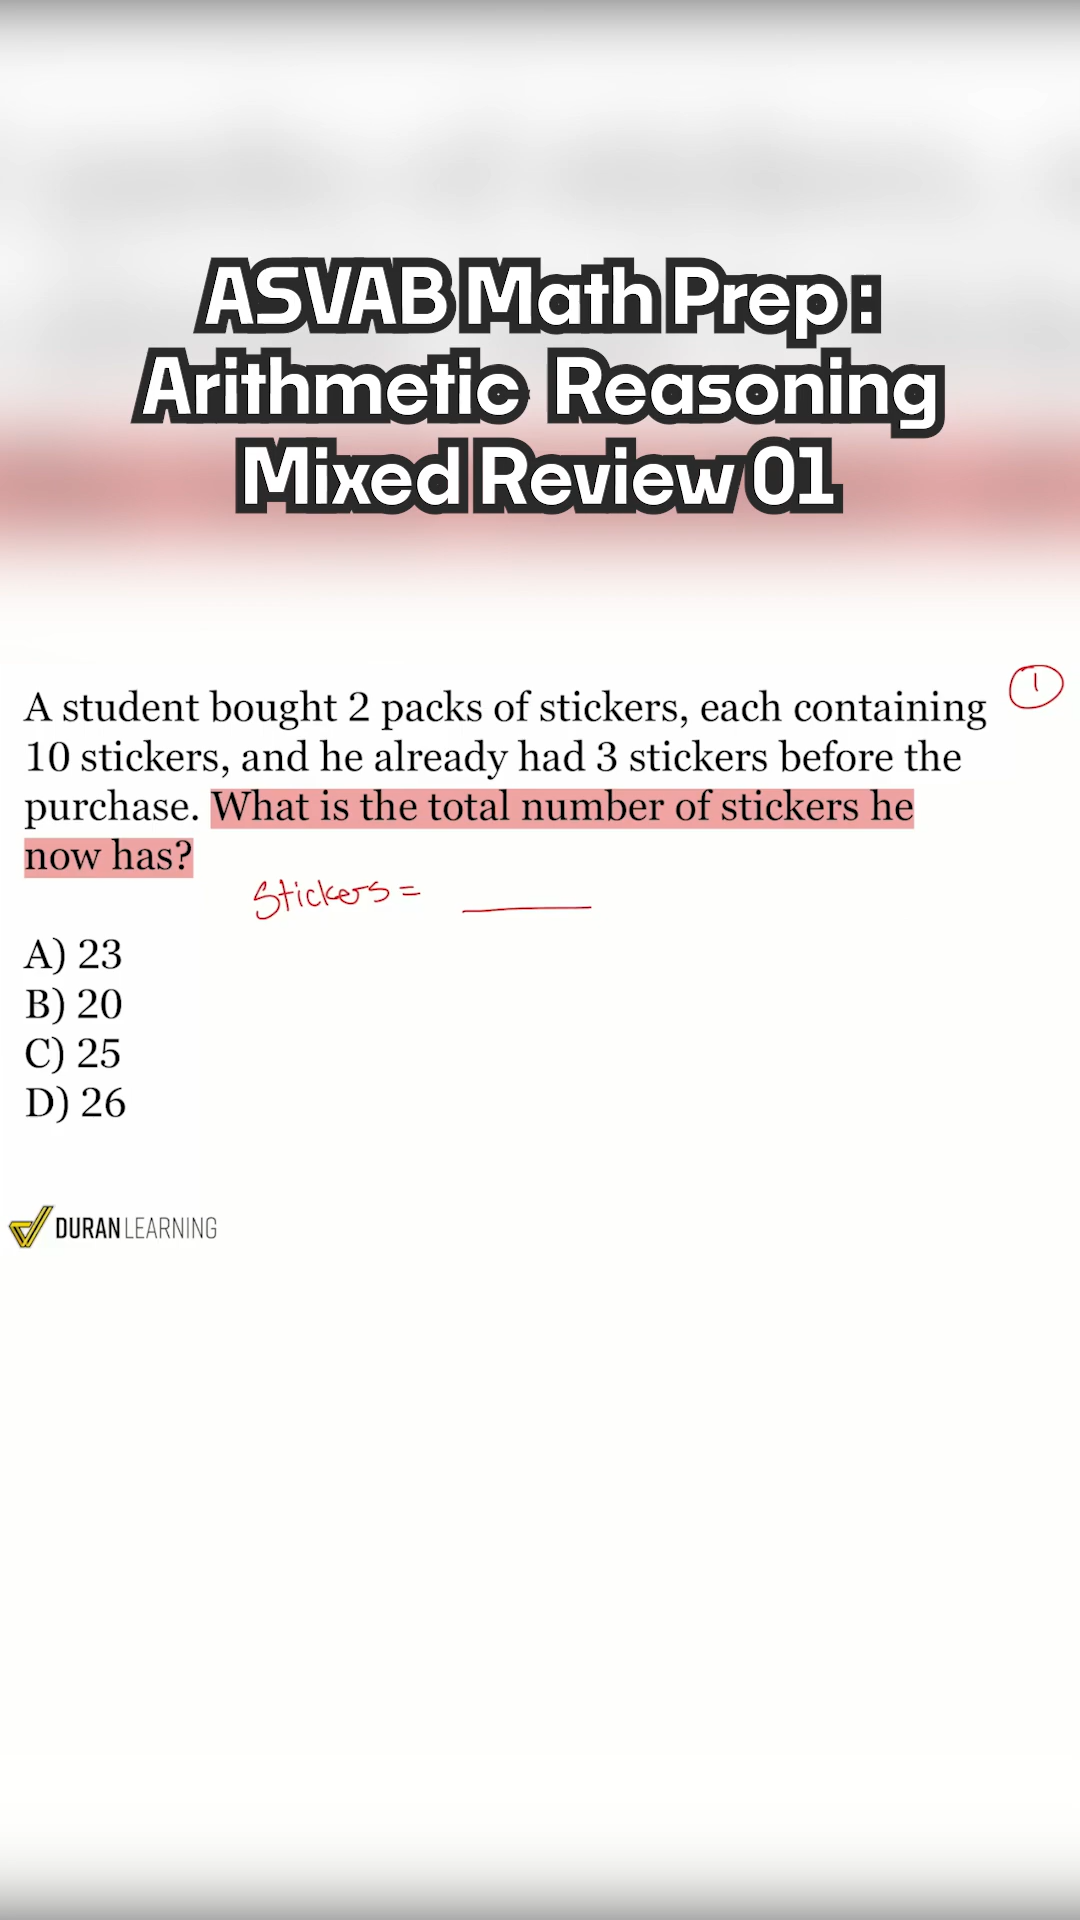 ASVAB Math Prep :
Arithmetic Reasoning
Mixed Review 01
1
A student bought 2 packs of stickers, each containing
10 stickers, and he already had 3 stickers before the
purchase. What is the total number of stickers he
now has?
Stickers = ______
A) 23
B) 20
C) 25
D) 26
DURAN LEARNING